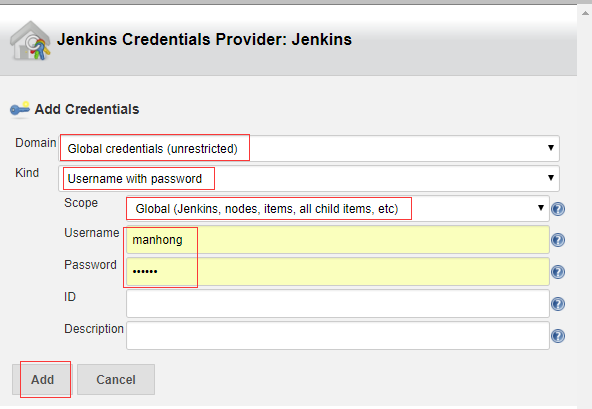 Jenkins Credentials Provider: Jenkins
Add Credentials
Domain Global credentials (unrestricted)
Kind Username with password
Scope Global (Jenkins, nodes, items, all child items, etc)
Username manhong
Password ••••••
ID
Description
Add Cancel